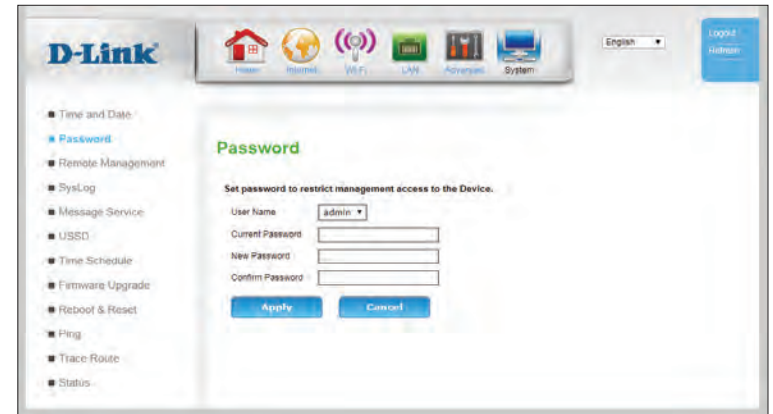 D-Link
Home Internet Wi-Fi LAN Advanced System
English
Logout
Refresh
Time and Date
Password
Remote Management
SysLog
Message Service
USSD
Time Schedule
Firmware Upgrade
Reboot & Reset
Ping
Trace Route
Status
Password
Set password to restrict management access to the Device.
User Name admin
Current Password
New Password
Confirm Password
Apply Cancel